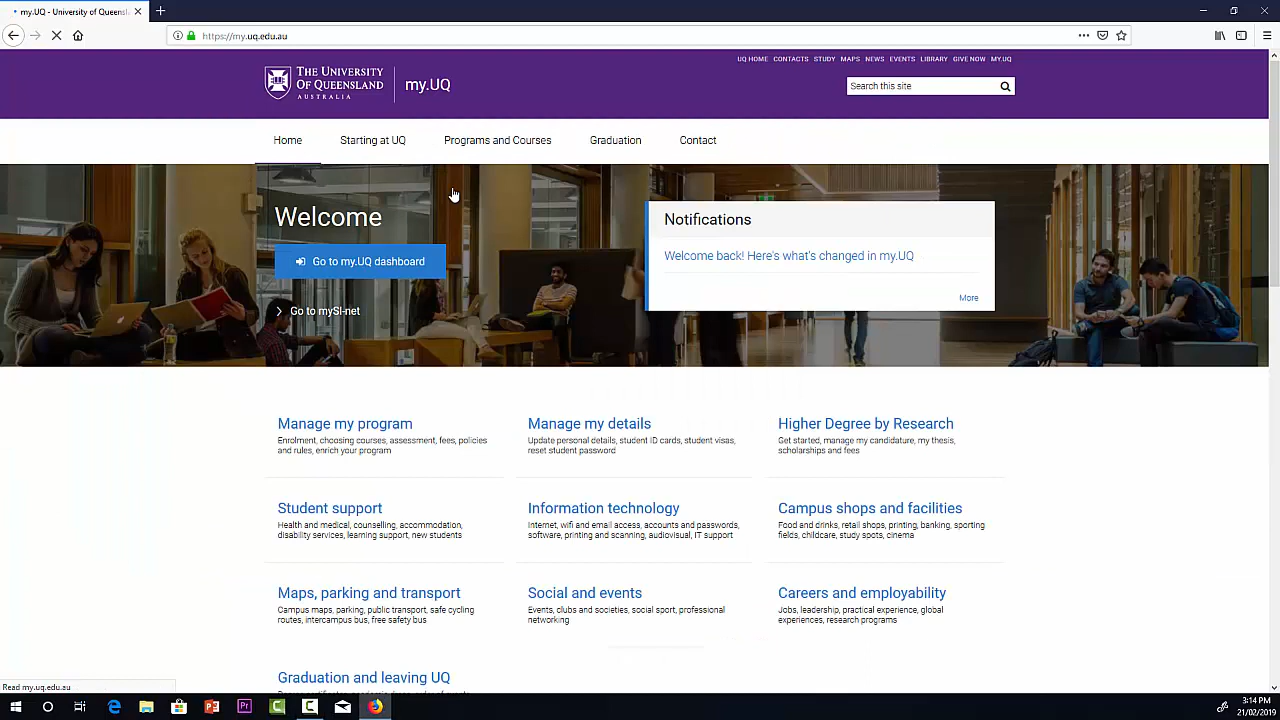 my.UQ - University of Queensl
https://my.uq.edu.au
UQ HOME CONTACTS STUDY MAPS NEWS EVENTS LIBRARY GIVE NOW MY.UQ
THE UNIVERSITY
OF QUEENSLAND
AUSTRALIA
my.UQ
Search this site
Home Starting at UQ Programs and Courses Graduation Contact
Welcome
Go to my.UQ dashboard
Go to mySI-net
Notifications
Welcome back! Here's what's changed in my.UQ
More
Manage my program
Enrolment, choosing courses, assessment, fees, policies
and rules, enrich your program
Manage my details
Update personal details, student ID cards, student visas,
reset student password
Higher Degree by Research
Get started, manage my candidature, my thesis,
scholarships and fees
Student support
Health and medical, counselling, accommodation,
disability services, learning support, new students
Information technology
Internet, wifi and email access, accounts and passwords,
software, printing and scanning, audiovisual, IT support
Campus shops and facilities
Food and drinks, retail shops, printing, banking, sporting
fields, childcare, study spots, cinema
Maps, parking and transport
Campus maps, parking, public transport, safe cycling
routes, intercampus bus, free safety bus
Social and events
Events, clubs and societies, social sport, professional
networking
Careers and employability
Jobs, leadership, practical experience, global
experiences, research programs
Graduation and leaving UQ
Read my.uq.edu.au
3:14 PM
21/02/2019